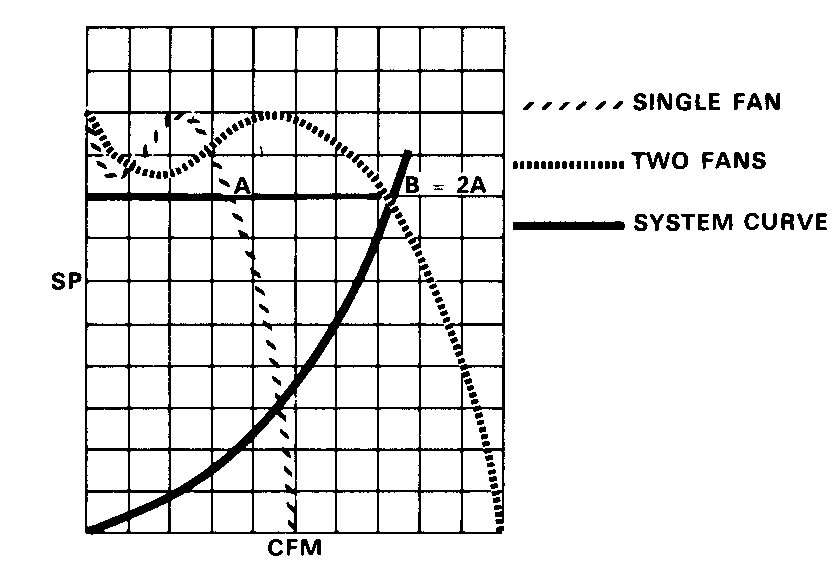 SINGLE FAN
TWO FANS
A
B = 2A
SYSTEM CURVE
SP
CFM